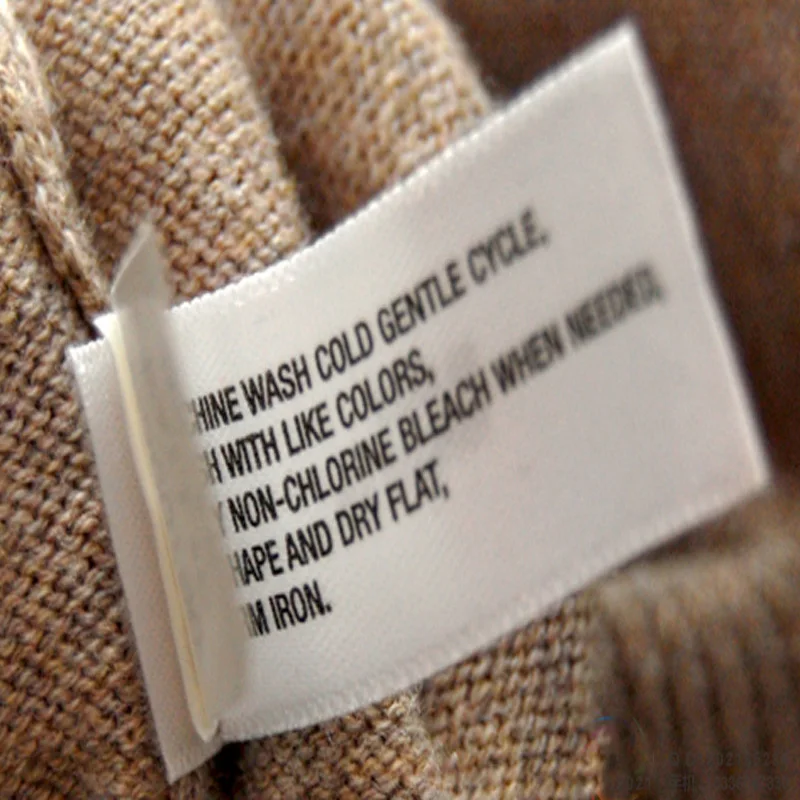 HINE WASH COLD GENTLE CYCLE,
H WITH LIKE COLORS,
Y NON-CHLORINE BLEACH WHEN NEEDED,
HAPE AND DRY FLAT,
M IRON.